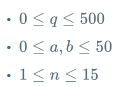 • 0 ≤ q ≤ 500
• 0 ≤ a, b ≤ 50
• 1 ≤ n ≤ 15